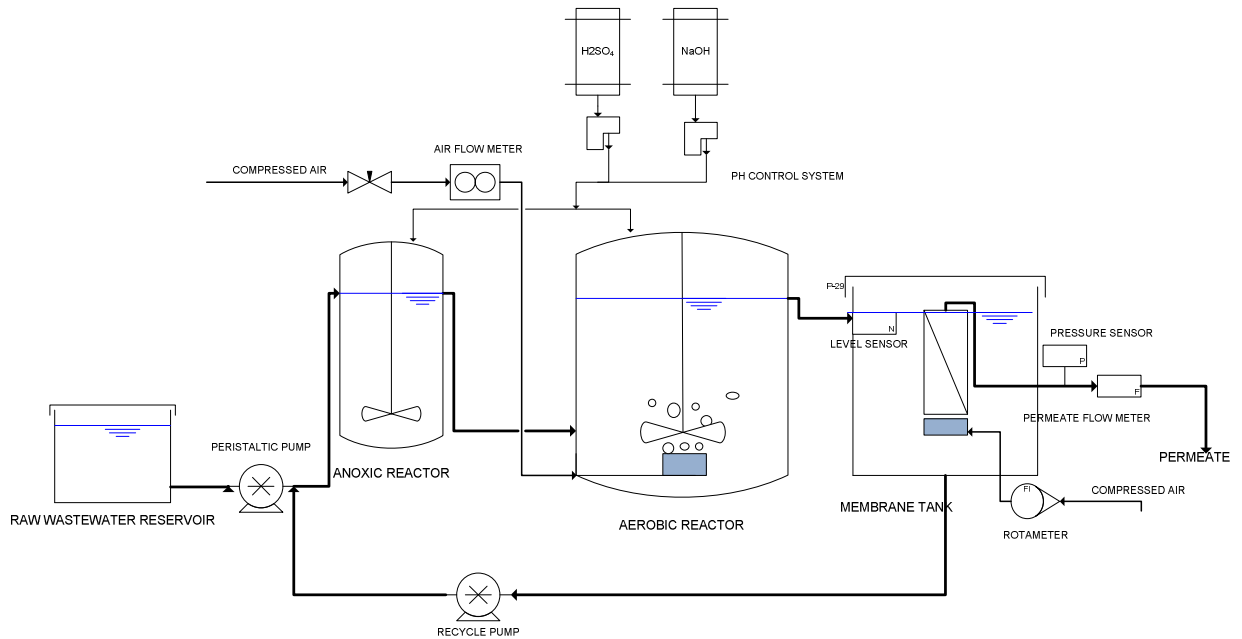 H2SO₄
NaOH
AIR FLOW METER
COMPRESSED AIR
PH CONTROL SYSTEM
P-29
N
LEVEL SENSOR
PRESSURE SENSOR
P
F
PERMEATE FLOW METER
PERISTALTIC PUMP
ANOXIC REACTOR
PERMEATE
RAW WASTEWATER RESERVOIR
AEROBIC REACTOR
MEMBRANE TANK
FI
COMPRESSED AIR
ROTAMETER
RECYCLE PUMP